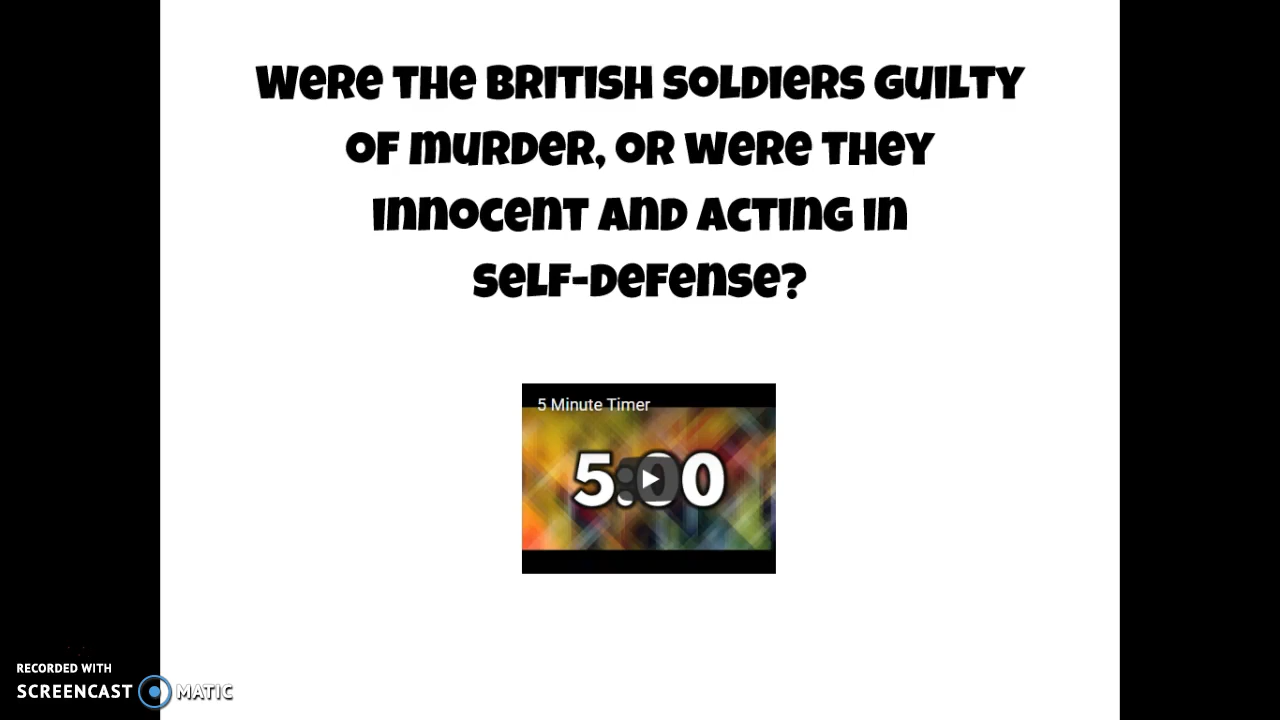 Were the British soldiers guilty
of murder, or were they
innocent and acting in
self-defense?
5 Minute Timer
5:00
RECORDED WITH
SCREENCAST MATIC